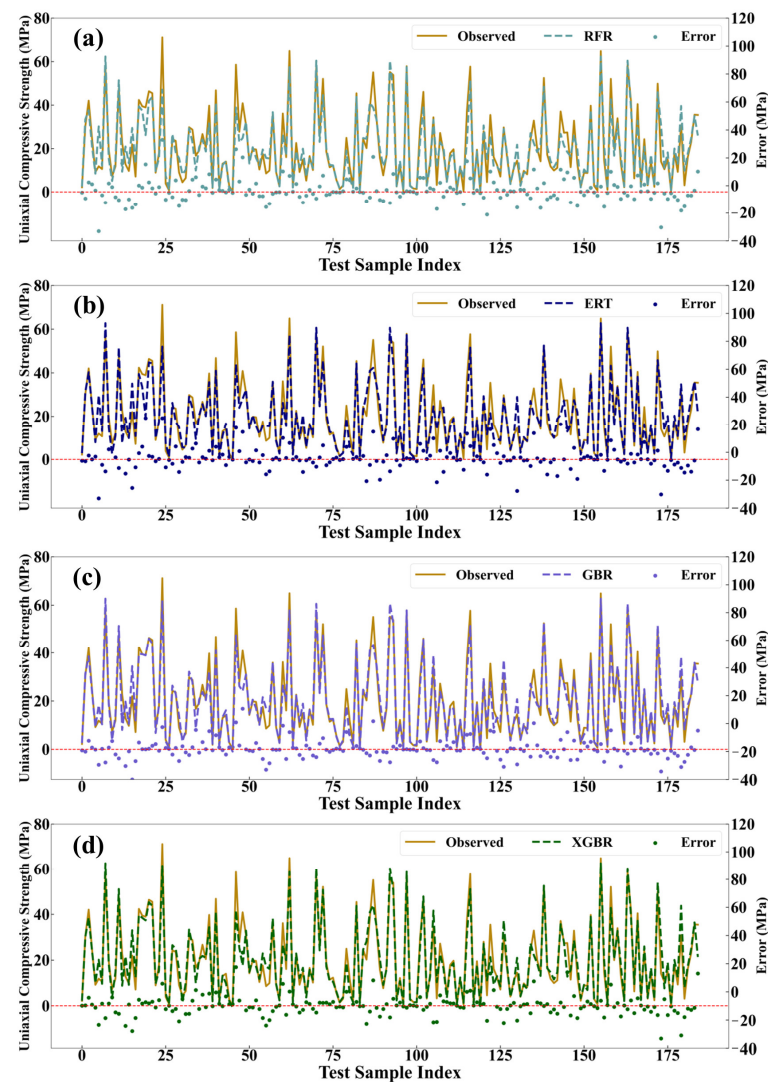 (a)
Observed RFR Error
Uniaxial Compressive Strength (MPa)
80
60
40
20
0
120
100
80
60
40
20
0
−20
−40
Error (MPa)
0 25 50 75 100 125 150 175
Test Sample Index
(b)
Observed ERT Error
Uniaxial Compressive Strength (MPa)
80
60
40
20
0
120
100
80
60
40
20
0
−20
−40
Error (MPa)
0 25 50 75 100 125 150 175
Test Sample Index
(c)
Observed GBR Error
Uniaxial Compressive Strength (MPa)
80
60
40
20
0
120
100
80
60
40
20
0
−20
−40
Error (MPa)
0 25 50 75 100 125 150 175
Test Sample Index
(d)
Observed XGBR Error
Uniaxial Compressive Strength (MPa)
80
60
40
20
0
120
100
80
60
40
20
0
−20
−40
Error (MPa)
0 25 50 75 100 125 150 175
Test Sample Index